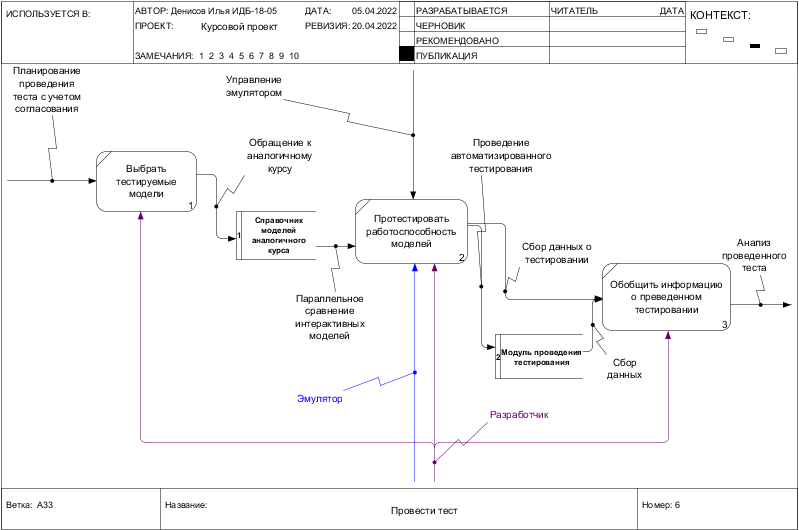 ИСПОЛЬЗУЕТСЯ В:
АВТОР: Денисов Илья ИДБ-18-05
ДАТА: 05.04.2022
ПРОЕКТ: Курсовой проект
РЕВИЗИЯ: 20.04.2022
ЗАМЕЧАНИЯ: 1 2 3 4 5 6 7 8 9 10
РАЗРАБАТЫВАЕТСЯ
ЧЕРНОВИК
РЕКОМЕНДОВАНО
ПУБЛИКАЦИЯ
ЧИТАТЕЛЬ
ДАТА
КОНТЕКСТ:
Планирование
проведения
теста с учетом
согласования
Управление
эмулятором
Обращение к
аналогичному
курсу
Проведение
автоматизированного
тестирования
Выбрать
тестируемые
модели
1
1
Справочник
моделей
аналогичного
курса
Протестировать
работоспособность
моделей
2
Сбор данных о
тестировании
Анализ
проведенного
теста
Обобщить информацию
о преведенном
тестировании
3
Параллельное
сравнение
интерактивных
моделей
2
Модуль проведения
тестирования
Сбор
данных
Эмулятор
Разработчик
Ветка: A33
Название:
Провести тест
Номер: 6